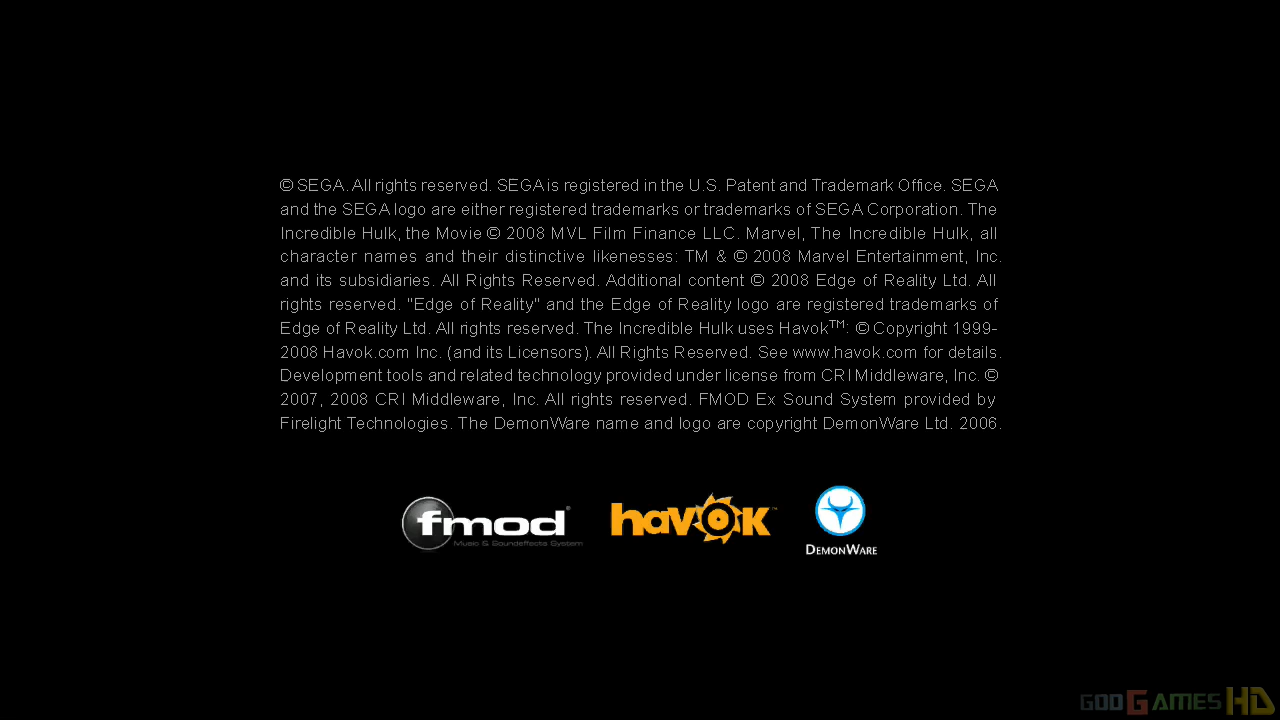 © SEGA. All rights reserved. SEGA is registered in the U.S. Patent and Trademark Office. SEGA
and the SEGA logo are either registered trademarks or trademarks of SEGA Corporation. The
Incredible Hulk, the Movie © 2008 MVL Film Finance LLC. Marvel, The Incredible Hulk, all
character names and their distinctive likenesses: TM & © 2008 Marvel Entertainment, Inc.
and its subsidiaries. All Rights Reserved. Additional content © 2008 Edge of Reality Ltd. All
rights reserved. "Edge of Reality" and the Edge of Reality logo are registered trademarks of
Edge of Reality Ltd. All rights reserved. The Incredible Hulk uses Havok™: © Copyright 1999-
2008 Havok.com Inc. (and its Licensors). All Rights Reserved. See www.havok.com for details.
Development tools and related technology provided under license from CRI Middleware, Inc. ©
2007, 2008 CRI Middleware, Inc. All rights reserved. FMOD Ex Sound System provided by
Firelight Technologies. The DemonWare name and logo are copyright DemonWare Ltd. 2006.
fmod®
Music & Soundeffects System
havok™
DEMONWARE
GODGAMESHD